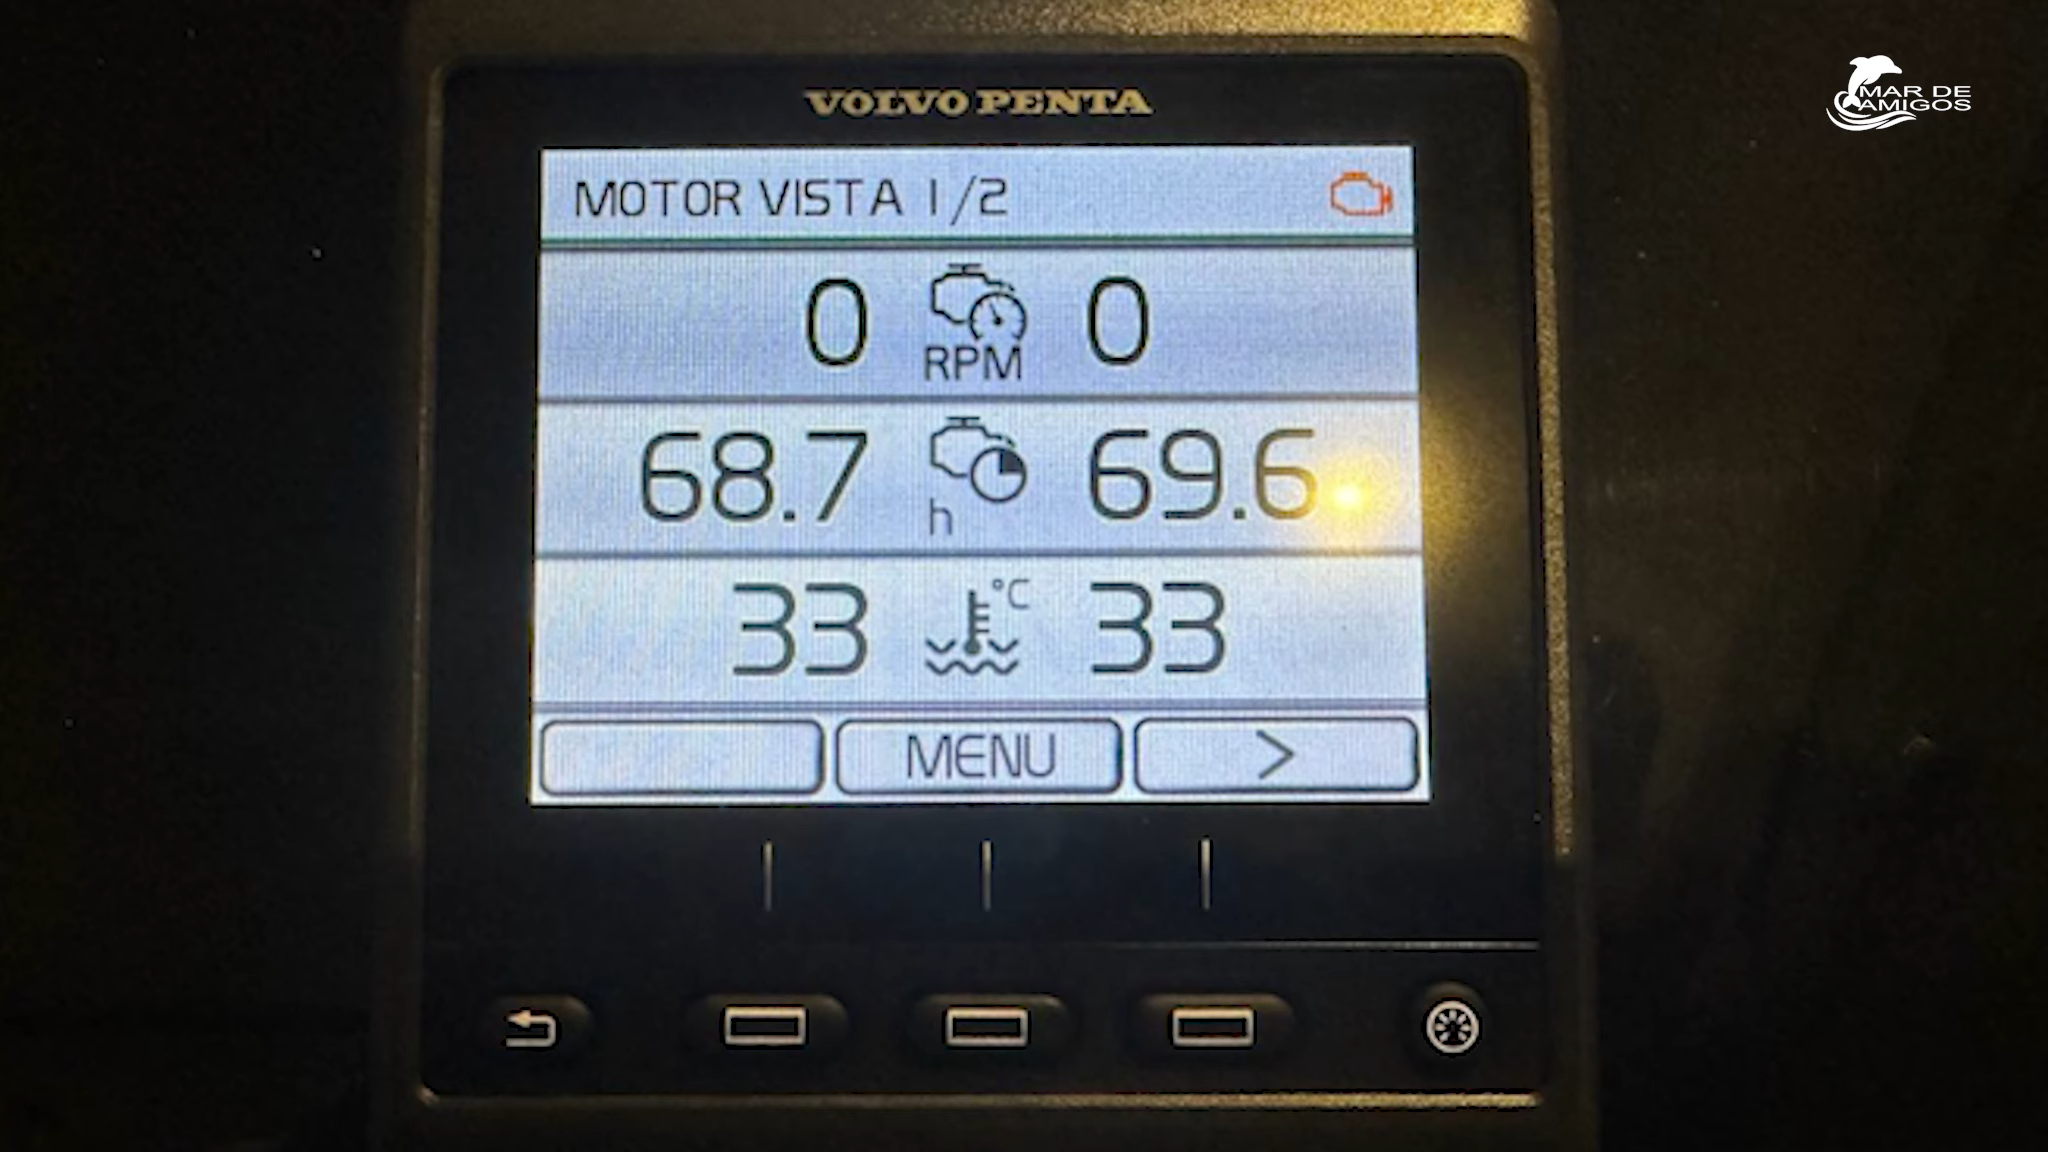 MAR DE
AMIGOS
VOLVO PENTA
MOTOR VISTA 1/2
0 RPM 0
68.7 h 69.6
33 °C 33
MENU >